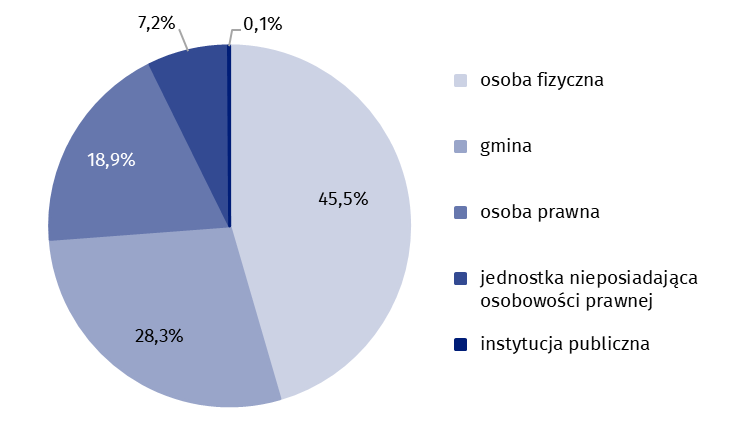 7,2%
0,1%
45,5%
18,9%
28,3%
osoba fizyczna
gmina
osoba prawna
jednostka nieposiadająca
osobowości prawnej
instytucja publiczna